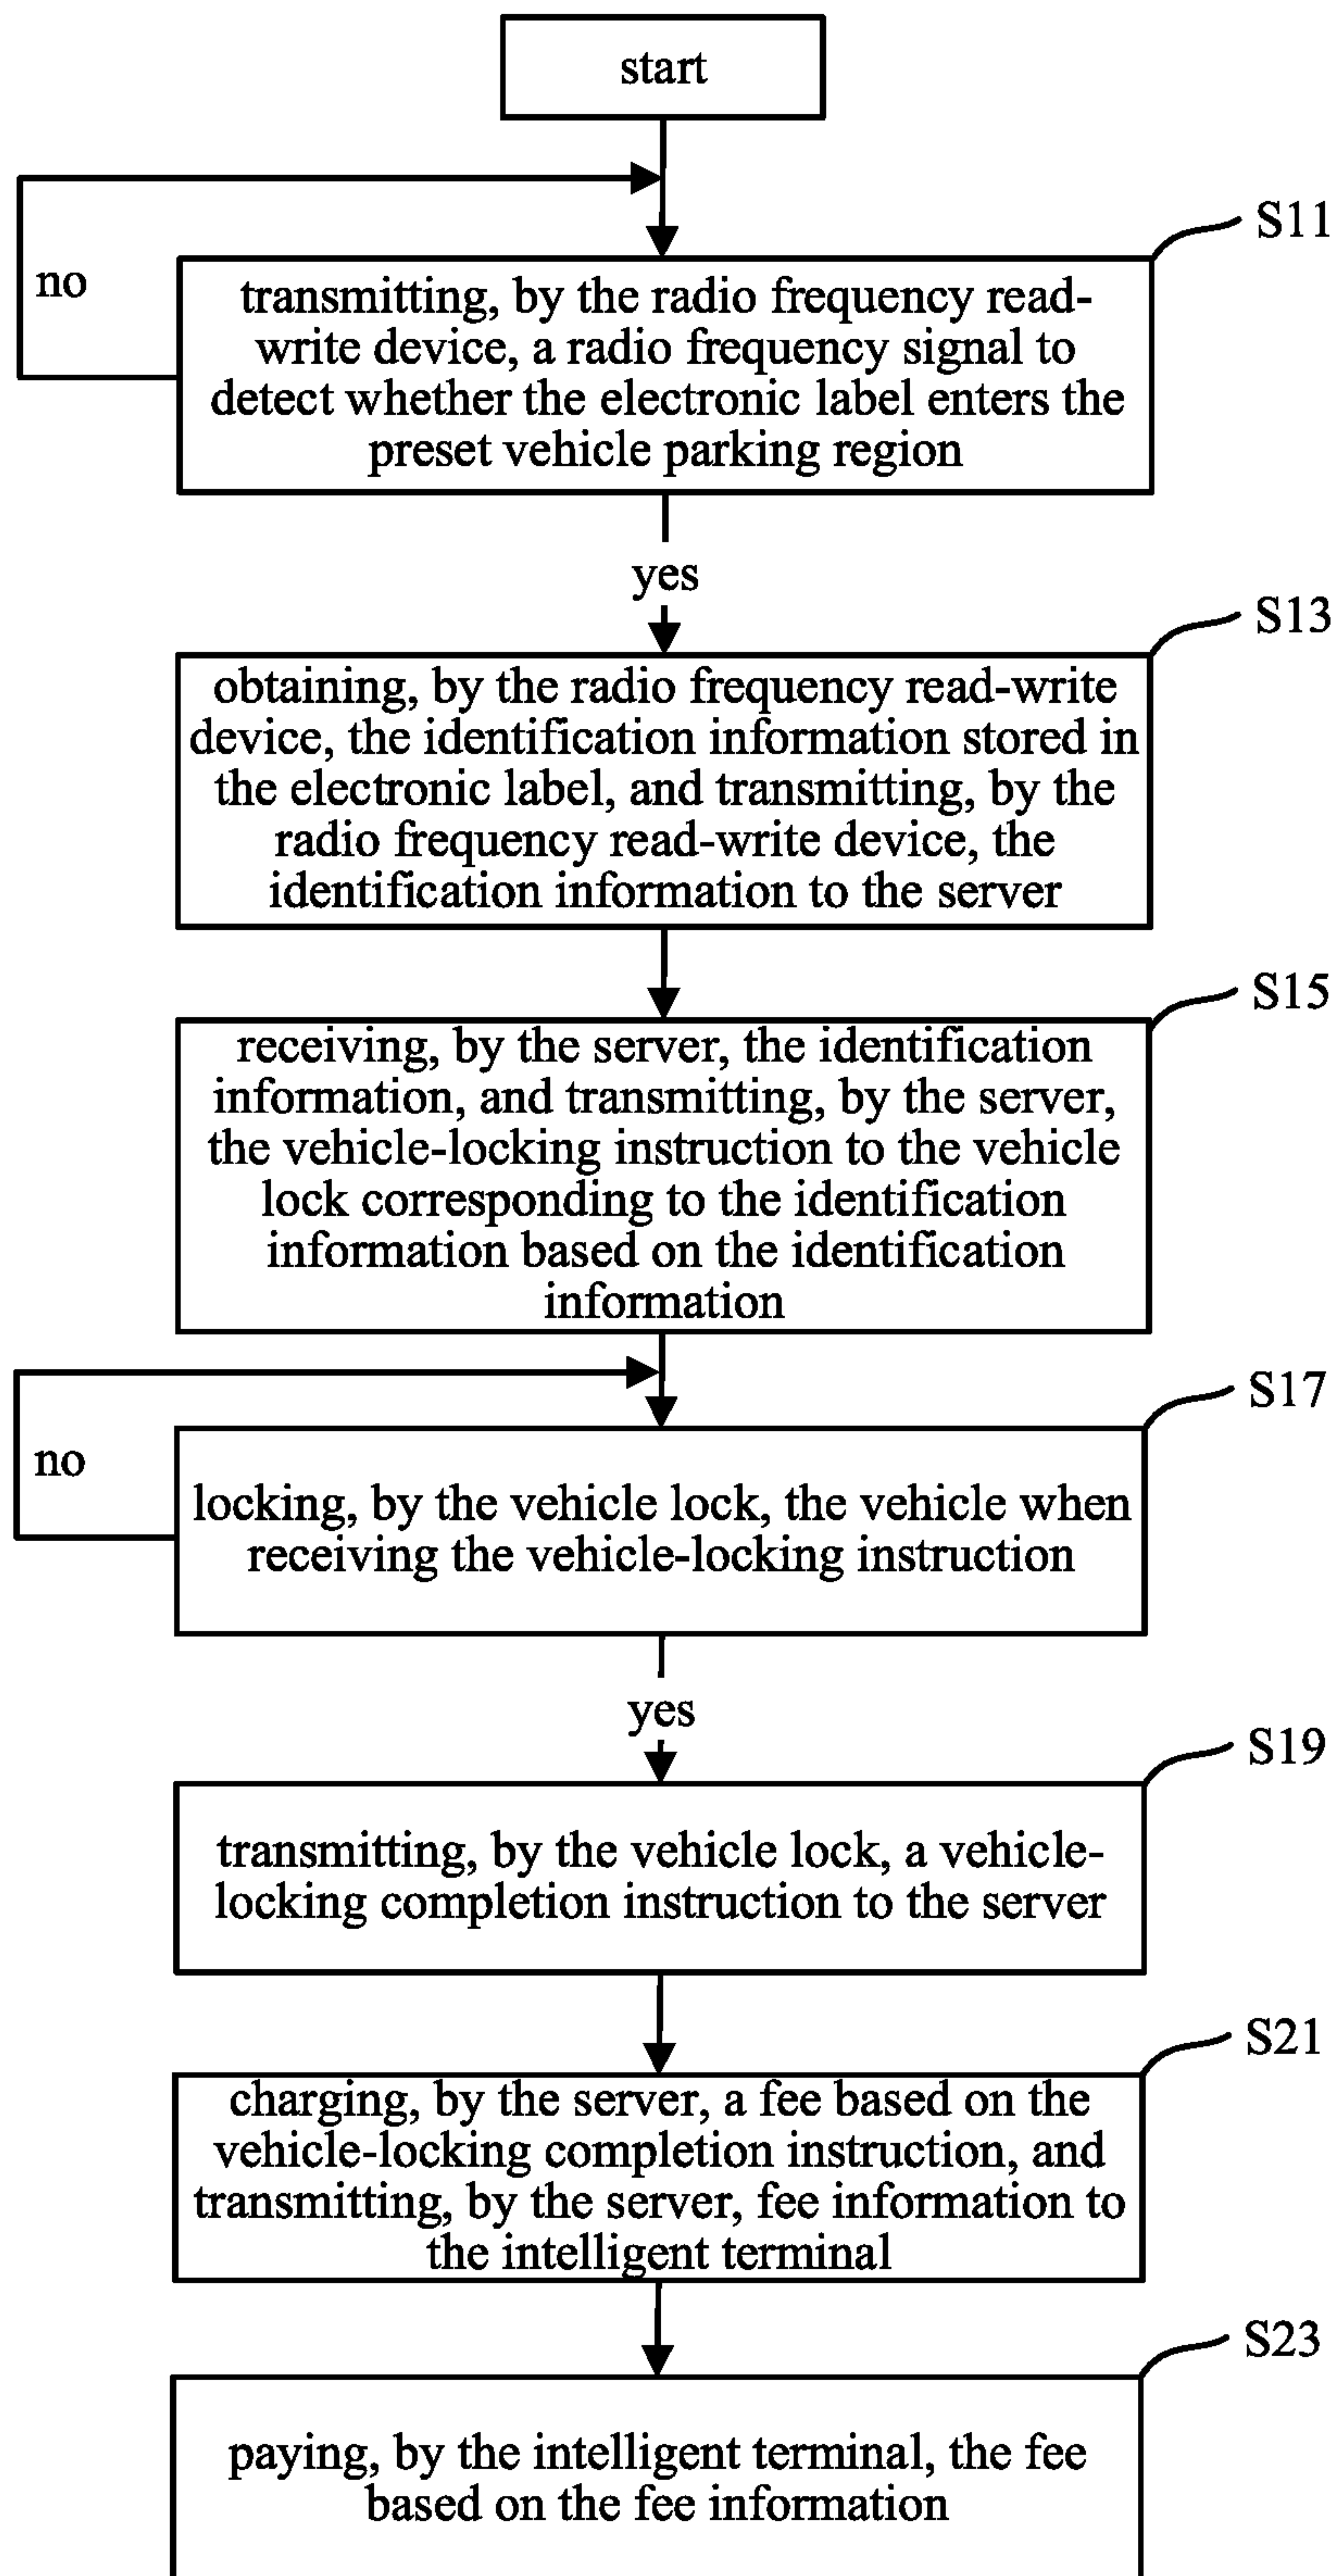 start
S11
no
transmitting, by the radio frequency read-
write device, a radio frequency signal to
detect whether the electronic label enters the
preset vehicle parking region
yes
S13
obtaining, by the radio frequency read-write
device, the identification information stored in
the electronic label, and transmitting, by the
radio frequency read-write device, the
identification information to the server
S15
receiving, by the server, the identification
information, and transmitting, by the server,
the vehicle-locking instruction to the vehicle
lock corresponding to the identification
information based on the identification
information
S17
no
locking, by the vehicle lock, the vehicle when
receiving the vehicle-locking instruction
yes
S19
transmitting, by the vehicle lock, a vehicle-
locking completion instruction to the server
S21
charging, by the server, a fee based on the
vehicle-locking completion instruction, and
transmitting, by the server, fee information to
the intelligent terminal
S23
paying, by the intelligent terminal, the fee
based on the fee information